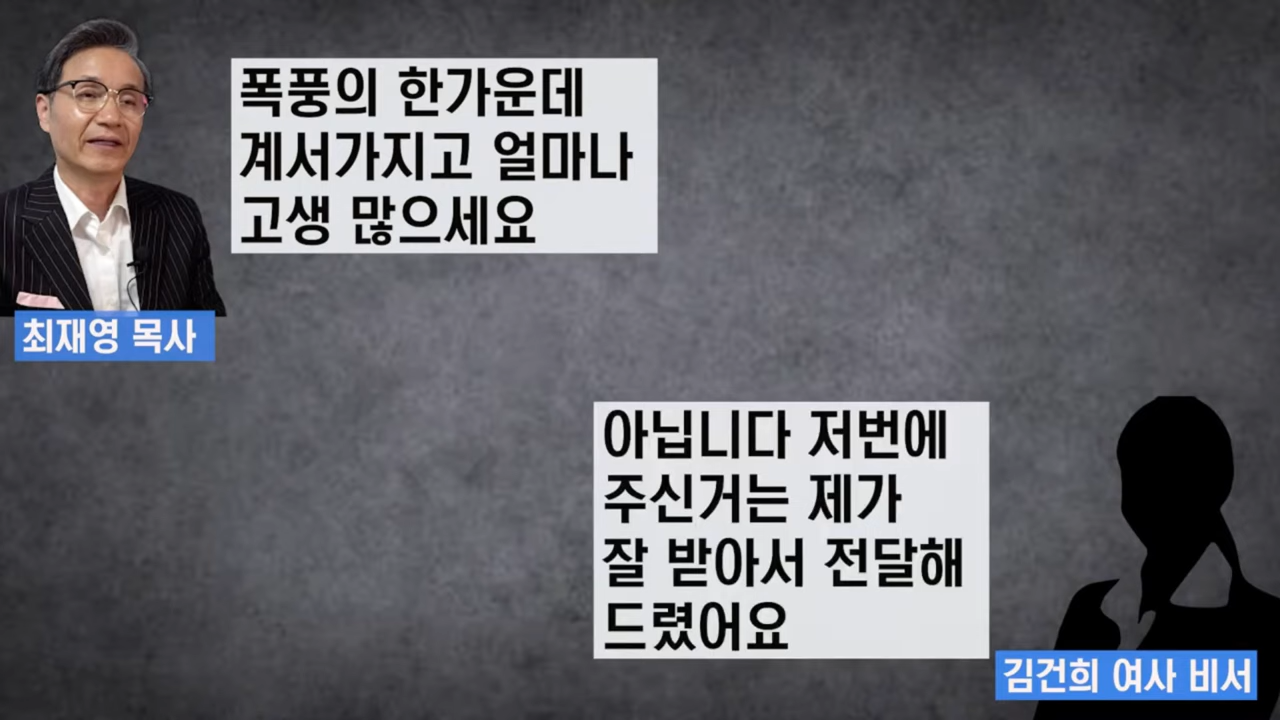 폭풍의 한가운데
계서가지고 얼마나
고생 많으세요
최재영 목사
아닙니다 저번에
주신거는 제가
잘 받아서 전달해
드렸어요
김건희 여사 비서